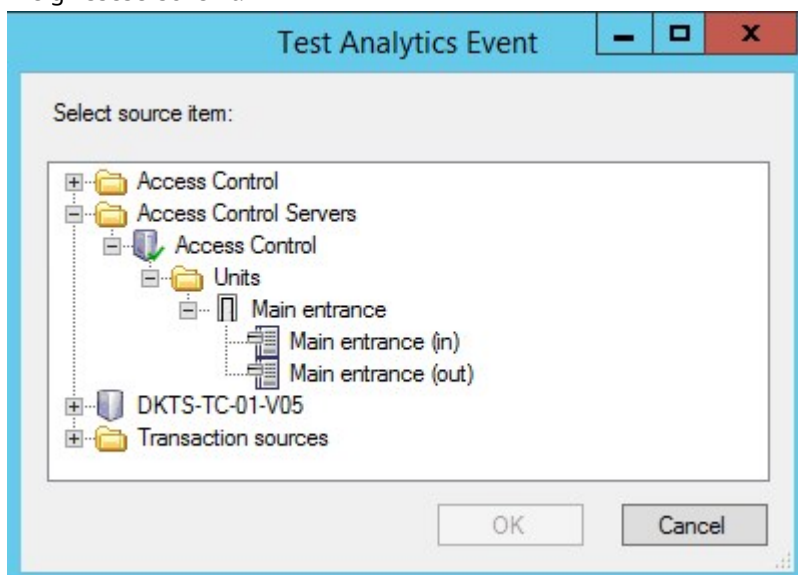 Test Analytics Event
Select source item:
Access Control
Access Control Servers
Access Control
Units
Main entrance
Main entrance (in)
Main entrance (out)
DKTS-TC-01-V05
Transaction sources
OK Cancel